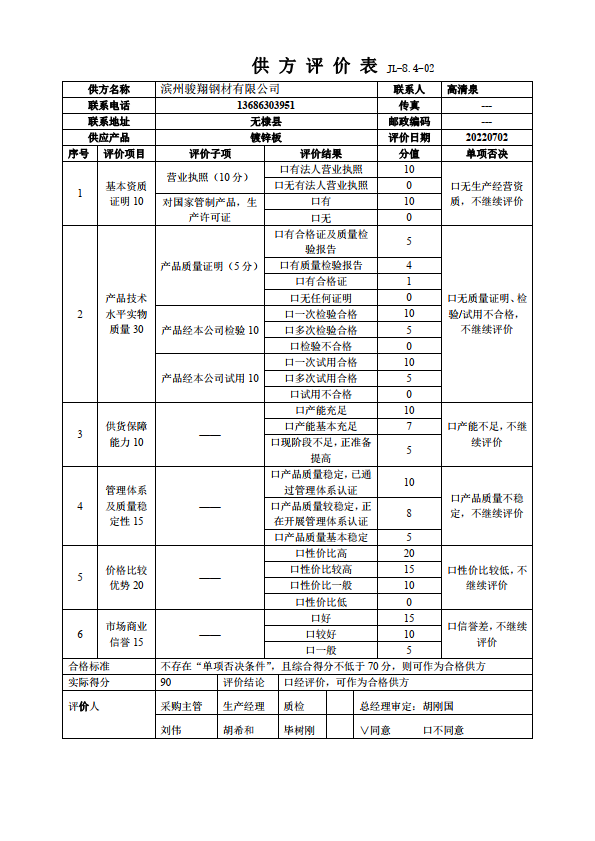 供 方 评 价 表 JL-8.4-02
供方名称 滨州骏翔钢材有限公司 联系人 高清泉
联系电话 13686303951 传真 ---
联系地址 无棣县 邮政编码 ---
供应产品 镀锌板 评价日期 20220702
序号 评价项目 评价子项 评价结果 分值 单项否决
1 基本资质
证明 10
营业执照（10 分）
口有法人营业执照 10
口无有法人营业执照 0
对国家管制产品，生
产许可证
口有 10
口无 0
口无生产经营资
质，不继续评价
2 产品技术
水平实物
质量 30
产品质量证明（5 分）
口有合格证及质量检
验报告 5
口有质量检验报告 4
口有合格证 1
口无任何证明 0
产品经本公司检验 10
口一次检验合格 10
口多次检验合格 5
口检验不合格 0
产品经本公司试用 10
口一次试用合格 10
口多次试用合格 5
口试用不合格 0
口无质量证明、检
验/试用不合格，
不继续评价
3 供货保障
能力 10
——
口产能充足 10
口产能基本充足 7
口现阶段不足，正准备
提高 5
口产能不足，不继
续评价
4 管理体系
及质量稳
定性 15
——
口产品质量稳定，已通
过管理体系认证 10
口产品质量较稳定，正
在开展管理体系认证 8
口产品质量基本稳定 5
口产品质量不稳
定，不继续评价
5 价格比较
优势 20
——
口性价比高 20
口性价比较高 15
口性价比一般 10
口性价比低 0
口性价比较低，不
继续评价
6 市场商业
信誉 15
——
口好 15
口较好 10
口一般 5
口信誉差，不继续
评价
合格标准 不存在“单项否决条件”，且综合得分不低于 70 分，则可作为合格供方
实际得分 90 评价结论 口经评价，可作为合格供方
评价人 采购主管 生产经理 质检 总经理审定：胡刚国
刘伟 胡希和 毕树刚 ∨同意 口不同意